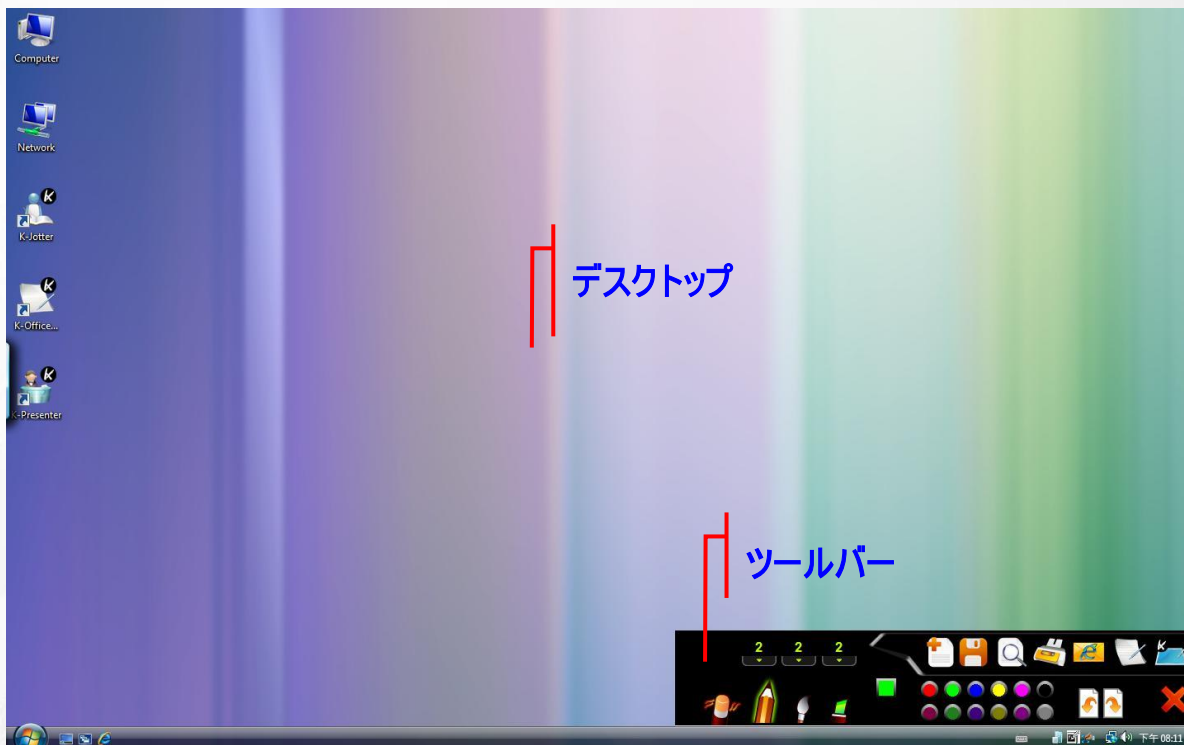 Computer
Network
K-Jotter
デスクトップ
K-Office...
K-Presenter
ツールバー
2 2 2
下午 08:11